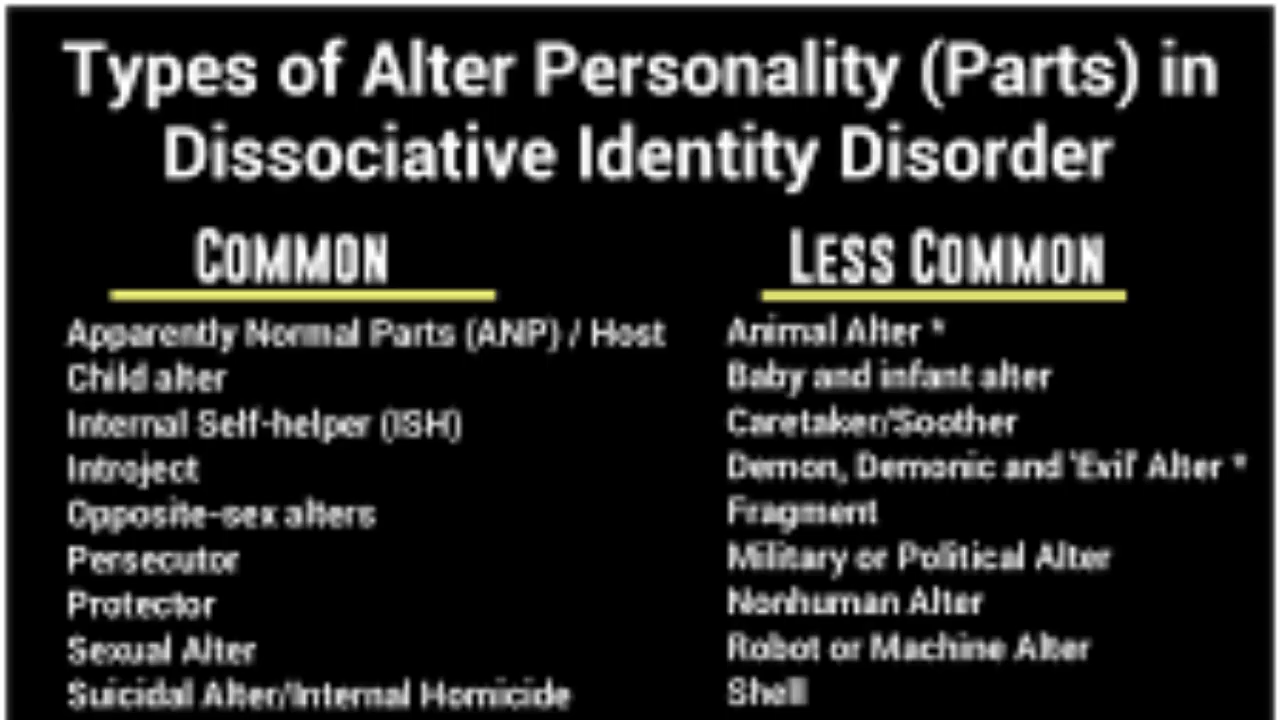 Types of Alter Personality (Parts) in
Dissociative Identity Disorder
COMMON
Apparently Normal Parts (ANP) / Host
Child alter
Internal Self-helper (ISH)
Introject
Opposite-sex alters
Persecutor
Protector
Sexual Alter
Suicidal Alter/Internal Homicide
LESS COMMON
Animal Alter *
Baby and infant alter
Caretaker/Soother
Demon, Demonic and 'Evil' Alter *
Fragment
Military or Political Alter
Nonhuman Alter
Robot or Machine Alter
Shell